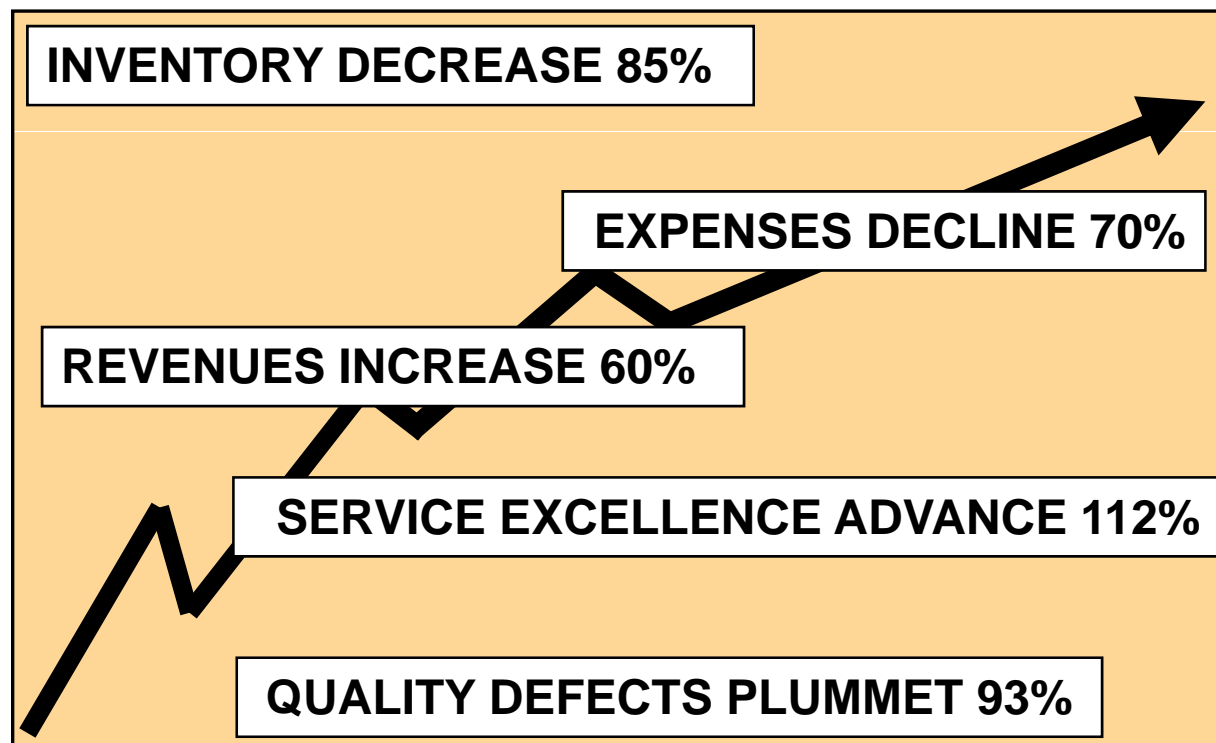 INVENTORY DECREASE 85%
EXPENSES DECLINE 70%
REVENUES INCREASE 60%
SERVICE EXCELLENCE ADVANCE 112%
QUALITY DEFECTS PLUMMET 93%